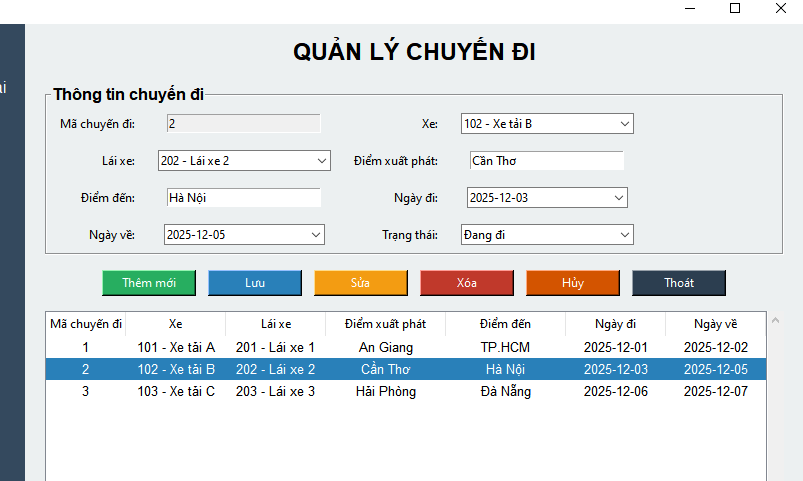 QUẢN LÝ CHUYẾN ĐI
ải
Thông tin chuyến đi
Mã chuyến đi: 2 Xe: 102 - Xe tải B
Lái xe: 202 - Lái xe 2 Điểm xuất phát: Cần Thơ
Điểm đến: Hà Nội Ngày đi: 2025-12-03
Ngày về: 2025-12-05 Trạng thái: Đang đi
Thêm mới Lưu Sửa Xóa Hủy Thoát
Mã chuyến đi Xe Lái xe Điểm xuất phát Điểm đến Ngày đi Ngày về
1 101 - Xe tải A 201 - Lái xe 1 An Giang TP.HCM 2025-12-01 2025-12-02
2 102 - Xe tải B 202 - Lái xe 2 Cần Thơ Hà Nội 2025-12-03 2025-12-05
3 103 - Xe tải C 203 - Lái xe 3 Hải Phòng Đà Nẵng 2025-12-06 2025-12-07